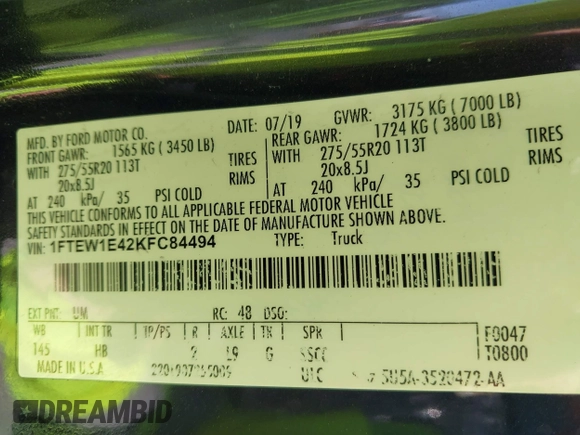 MFD. BY FORD MOTOR CO.
DATE: 07/19
GVWR: 3175 KG ( 7000 LB)
FRONT GAWR: 1565 KG ( 3450 LB)
REAR GAWR: 1724 KG ( 3800 LB)
WITH 275/55R20 113T TIRES
WITH 275/55R20 113T TIRES
20x8.5J RIMS
20x8.5J RIMS
AT 240 kPa/ 35 PSI COLD
AT 240 kPa/ 35 PSI COLD
THIS VEHICLE CONFORMS TO ALL APPLICABLE FEDERAL MOTOR VEHICLE
SAFETY STANDARDS IN EFFECT ON THE DATE OF MANUFACTURE SHOWN ABOVE.
VIN: 1FTEW1E42KFC84494
TYPE: Truck
EXT PNT: UM
RC: 48 DSO:
WB INT TR TP/PS R AXLE TR SPR
F0047
145 HB 2 L9 G
T0800
MADE IN U.S.A
UTC
5U5A-3520472-AA
DREAMBID